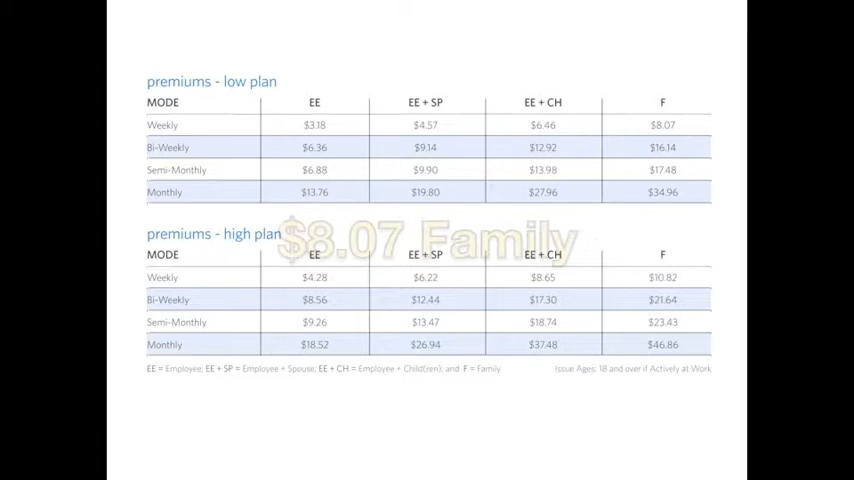 premiums - low plan
MODE EE EE + SP EE + CH F
Weekly $3.18 $4.57 $6.46 $8.07
Bi-Weekly $6.36 $9.14 $12.92 $16.14
Semi-Monthly $6.88 $9.90 $13.98 $17.48
Monthly $13.76 $19.80 $27.96 $34.96
premiums - high plan
$8.07 Family
MODE EE EE + SP EE + CH F
Weekly $4.28 $6.22 $8.65 $10.82
Bi-Weekly $8.56 $12.44 $17.30 $21.64
Semi-Monthly $9.26 $13.47 $18.74 $23.43
Monthly $18.52 $26.94 $37.48 $46.86
EE = Employee; EE + SP = Employee + Spouse; EE + CH = Employee + Child(ren); and F = Family Issue Ages: 18 and over if Actively at Work